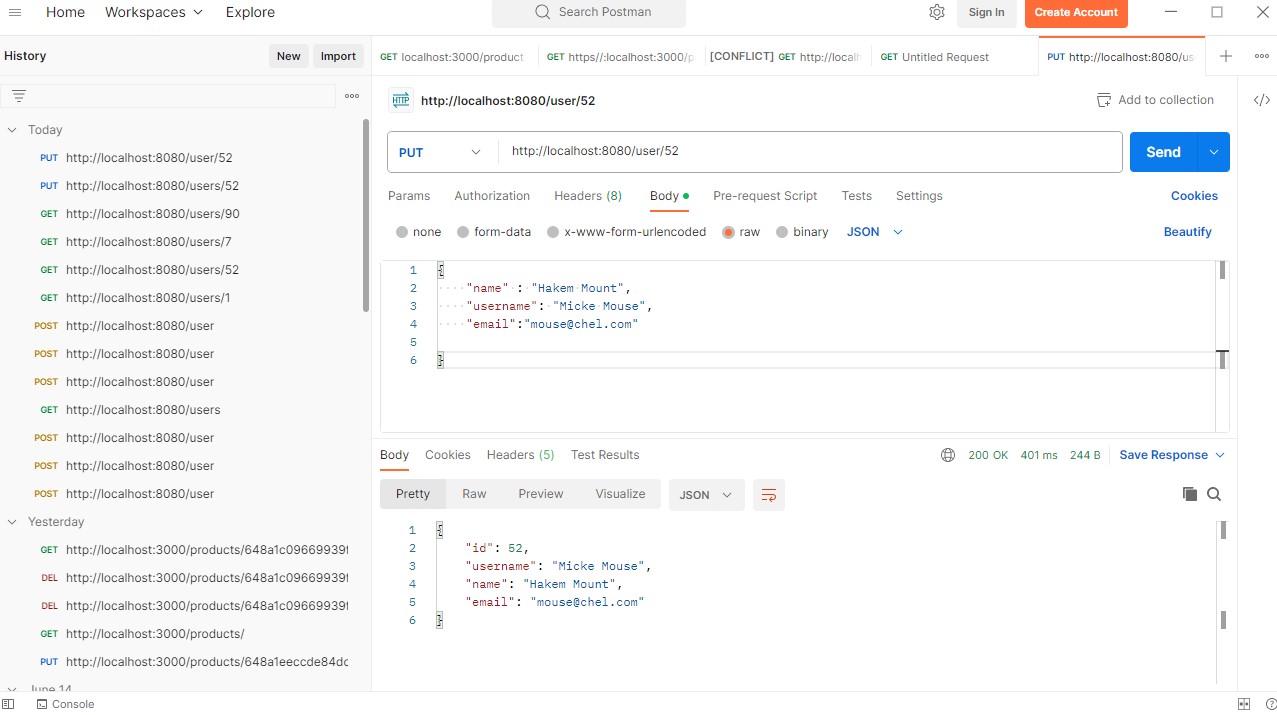 Home Workspaces Explore Search Postman Sign In Create Account
History New Import
GET localhost:3000/product GET https//:localhost:3000/p [CONFLICT] GET http://local PUT http://localhost:8080/us
GET Untitled Request
HTTP http://localhost:8080/user/52 Add to collection
PUT http://localhost:8080/user/52 Send
Params Authorization Headers (8) Body Pre-request Script Tests Settings Cookies
none form-data x-www-form-urlencoded raw binary JSON Beautify
1 {
2 "name" : "Hakem Mount",
3 "username": "Micke Mouse",
4 "email":"mouse@chel.com"
5
6 }
Today
PUT http://localhost:8080/user/52
PUT http://localhost:8080/users/52
GET http://localhost:8080/users/90
GET http://localhost:8080/users/7
GET http://localhost:8080/users/52
GET http://localhost:8080/users/1
POST http://localhost:8080/user
POST http://localhost:8080/user
POST http://localhost:8080/user
GET http://localhost:8080/users
POST http://localhost:8080/user
POST http://localhost:8080/user
POST http://localhost:8080/user
Yesterday
GET http://localhost:3000/products/648a1c09669939f
DEL http://localhost:3000/products/648a1c09669939f
DEL http://localhost:3000/products/648a1c09669939f
GET http://localhost:3000/products/
PUT http://localhost:3000/products/648a1eeccde84dc
June 14
Body Cookies Headers (5) Test Results 200 OK 401 ms 244 B Save Response
Pretty Raw Preview Visualize JSON
1 {
2 "id": 52,
3 "username": "Micke Mouse",
4 "name": "Hakem Mount",
5 "email": "mouse@chel.com"
6 }
Console